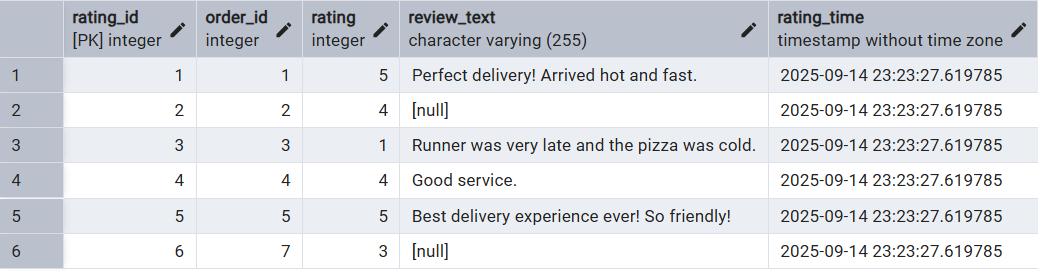 rating_id order_id rating review_text rating_time
[PK] integer integer integer character varying (255) timestamp without time zone
1 1 1 5 Perfect delivery! Arrived hot and fast. 2025-09-14 23:23:27.619785
2 2 2 4 [null] 2025-09-14 23:23:27.619785
3 3 3 1 Runner was very late and the pizza was cold. 2025-09-14 23:23:27.619785
4 4 4 4 Good service. 2025-09-14 23:23:27.619785
5 5 5 5 Best delivery experience ever! So friendly! 2025-09-14 23:23:27.619785
6 6 7 3 [null] 2025-09-14 23:23:27.619785